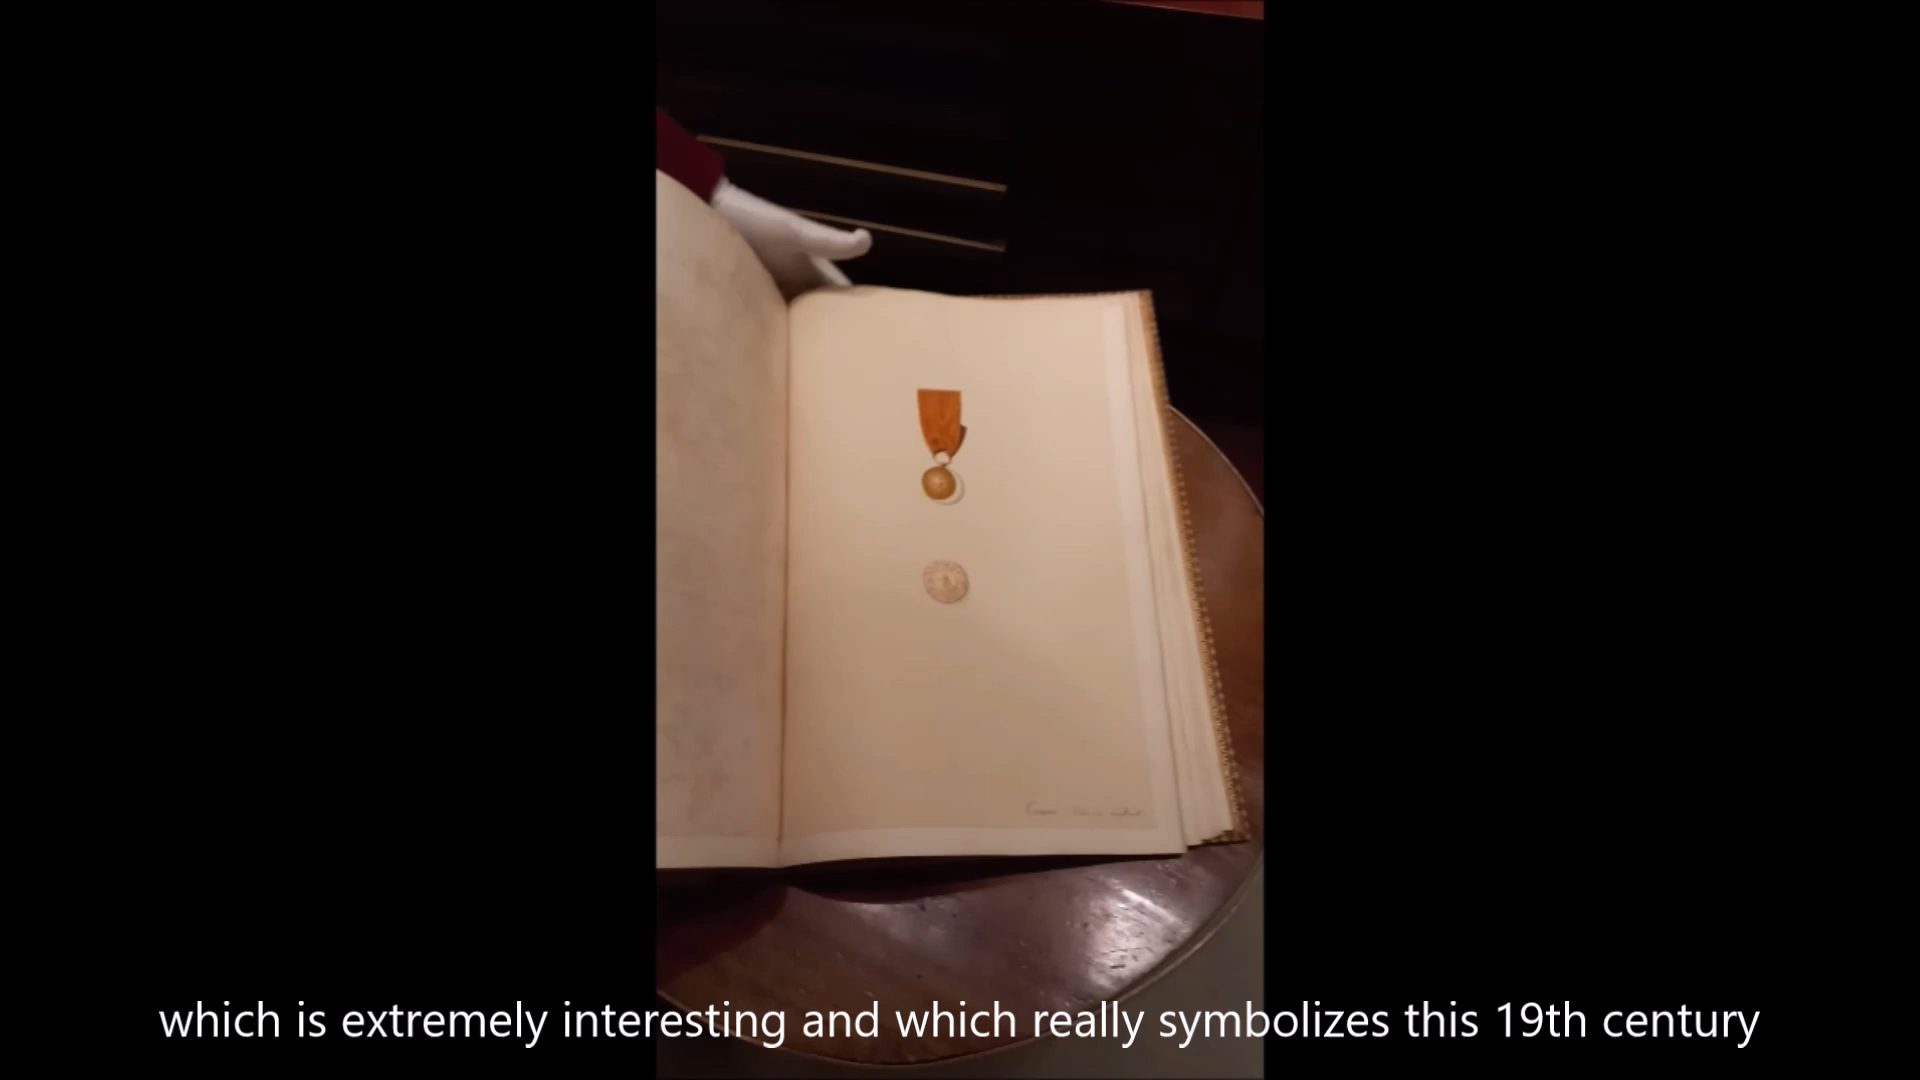 which is extremely interesting and which really symbolizes this 19th century